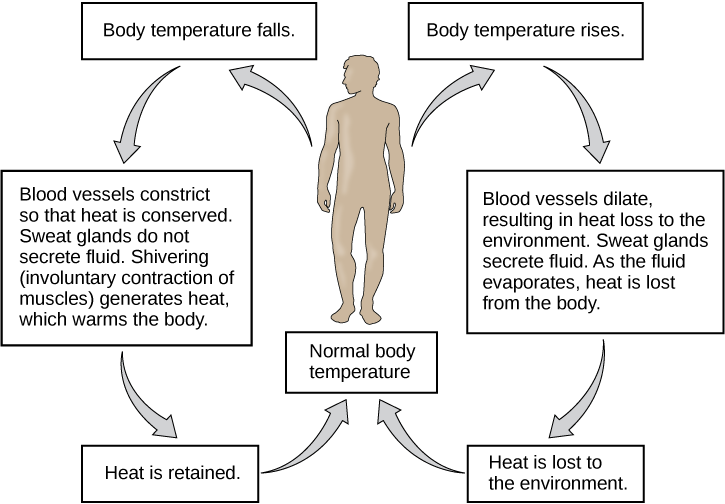 Body temperature falls.
Body temperature rises.
Blood vessels constrict
so that heat is conserved.
Sweat glands do not
secrete fluid. Shivering
(involuntary contraction of
muscles) generates heat,
which warms the body.
Blood vessels dilate,
resulting in heat loss to the
environment. Sweat glands
secrete fluid. As the fluid
evaporates, heat is lost
from the body.
Normal body
temperature
Heat is retained.
Heat is lost to
the environment.